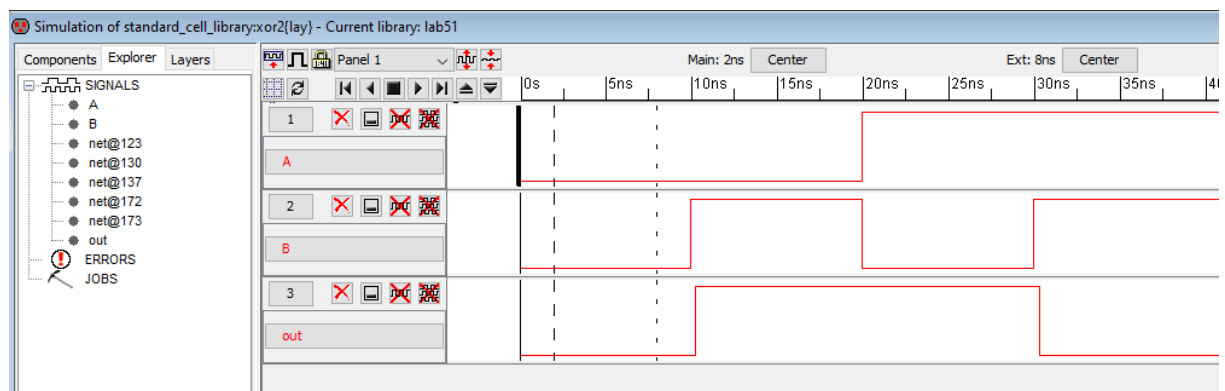 Simulation of standard_cell_library:xor2{lay} - Current library: lab51
Components Explorer Layers
SIGNALS
A
B
net@123
net@130
net@137
net@172
net@173
out
ERRORS
JOBS
Panel 1 Main: 2ns Center Ext: 8ns Center
0s 5ns 10ns 15ns 20ns 25ns 30ns 35ns
1
A
2
B
3
out